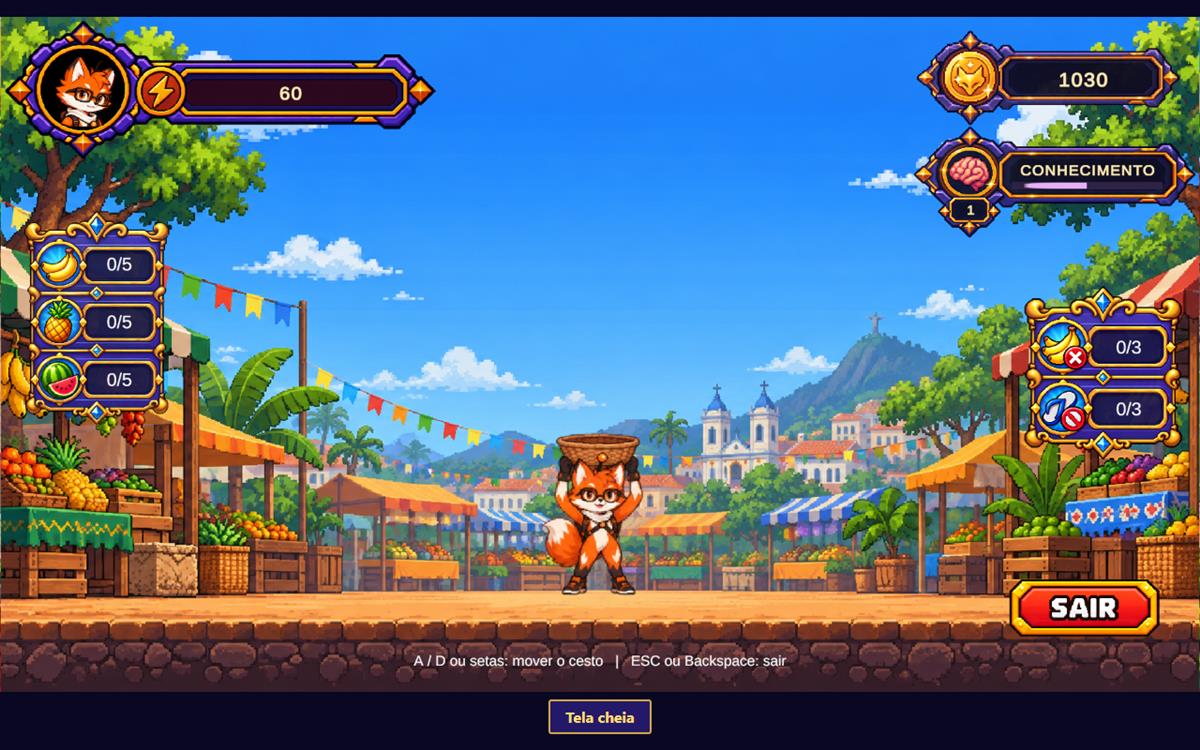 60
1030
CONHECIMENTO
1
0/5
0/5
0/5
0/3
0/3
SAIR
A / D ou setas: mover o cesto | ESC ou Backspace: sair
Tela cheia